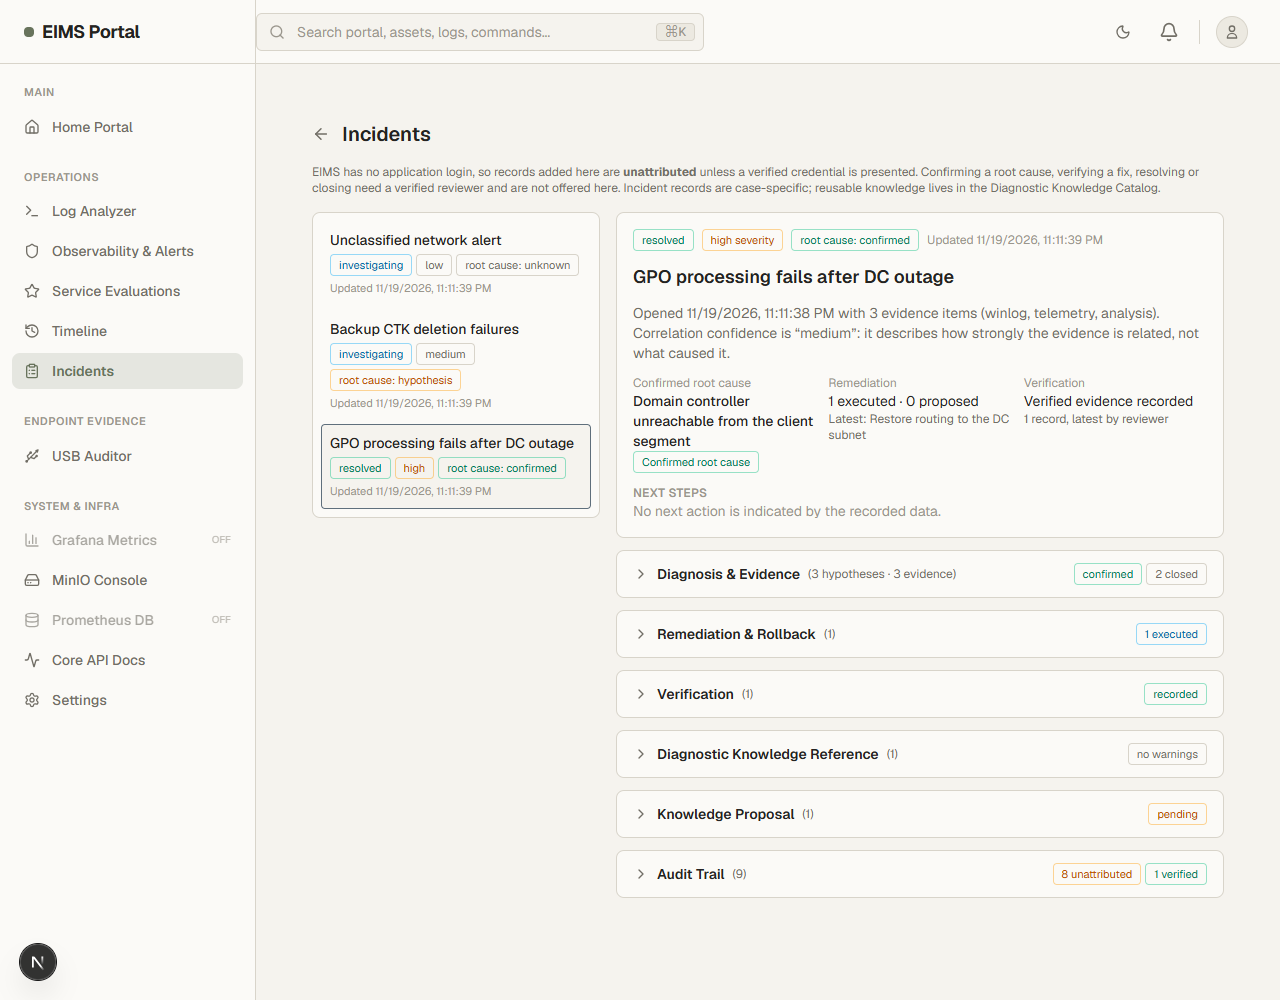 EIMS Portal
Search portal, assets, logs, commands...
⌘K
MAIN
Home Portal
OPERATIONS
Log Analyzer
Observability & Alerts
Service Evaluations
Timeline
Incidents
ENDPOINT EVIDENCE
USB Auditor
SYSTEM & INFRA
Grafana Metrics OFF
MinIO Console
Prometheus DB OFF
Core API Docs
Settings
N
Incidents
EIMS has no application login, so records added here are unattributed unless a verified credential is presented. Confirming a root cause, verifying a fix, resolving or
closing need a verified reviewer and are not offered here. Incident records are case-specific; reusable knowledge lives in the Diagnostic Knowledge Catalog.
Unclassified network alert
investigating low root cause: unknown
Updated 11/19/2026, 11:11:39 PM
Backup CTK deletion failures
investigating medium
root cause: hypothesis
Updated 11/19/2026, 11:11:39 PM
GPO processing fails after DC outage
resolved high root cause: confirmed
Updated 11/19/2026, 11:11:39 PM
resolved high severity root cause: confirmed Updated 11/19/2026, 11:11:39 PM
GPO processing fails after DC outage
Opened 11/19/2026, 11:11:38 PM with 3 evidence items (winlog, telemetry, analysis).
Correlation confidence is “medium”: it describes how strongly the evidence is related, not
what caused it.
Confirmed root cause
Domain controller
unreachable from the client
segment
Confirmed root cause
Remediation
1 executed · 0 proposed
Latest: Restore routing to the DC
subnet
Verification
Verified evidence recorded
1 record, latest by reviewer
NEXT STEPS
No next action is indicated by the recorded data.
Diagnosis & Evidence (3 hypotheses · 3 evidence) confirmed 2 closed
Remediation & Rollback (1) 1 executed
Verification (1) recorded
Diagnostic Knowledge Reference (1) no warnings
Knowledge Proposal (1) pending
Audit Trail (9) 8 unattributed 1 verified